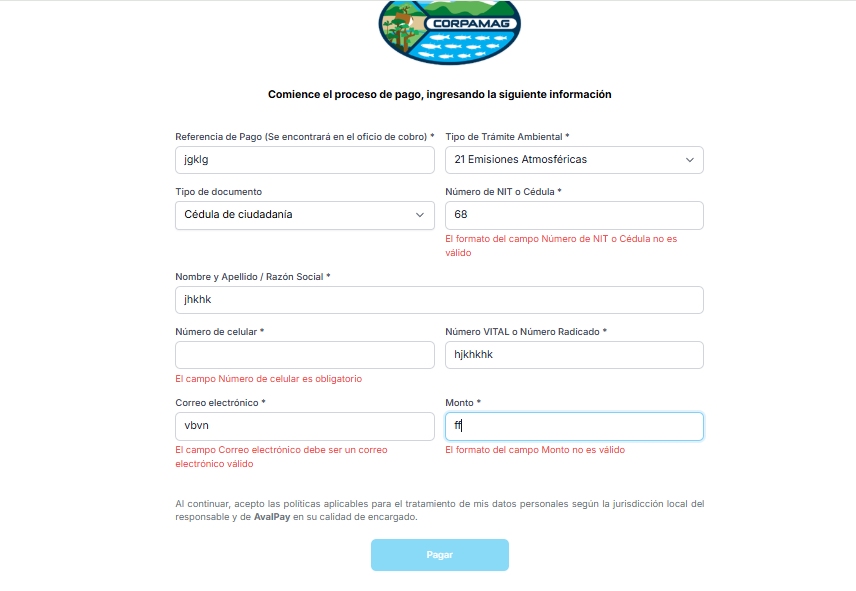 CORPAMAG
Comience el proceso de pago, ingresando la siguiente información
Referencia de Pago (Se encontrará en el oficio de cobro) *
Tipo de Trámite Ambiental *
jgklg
21 Emisiones Atmosféricas
Tipo de documento
Número de NIT o Cédula *
Cédula de ciudadanía
68
El formato del campo Número de NIT o Cédula no es
válido
Nombre y Apellido / Razón Social *
jhkhk
Número de celular *
Número VITAL o Número Radicado *
hjkhkhk
El campo Número de celular es obligatorio
Correo electrónico *
Monto *
vbvn
ff
El campo Correo electrónico debe ser un correo
electrónico válido
El formato del campo Monto no es válido
Al continuar, acepto las políticas aplicables para el tratamiento de mis datos personales según la jurisdicción local del
responsable y de AvalPay en su calidad de encargado.
Pagar